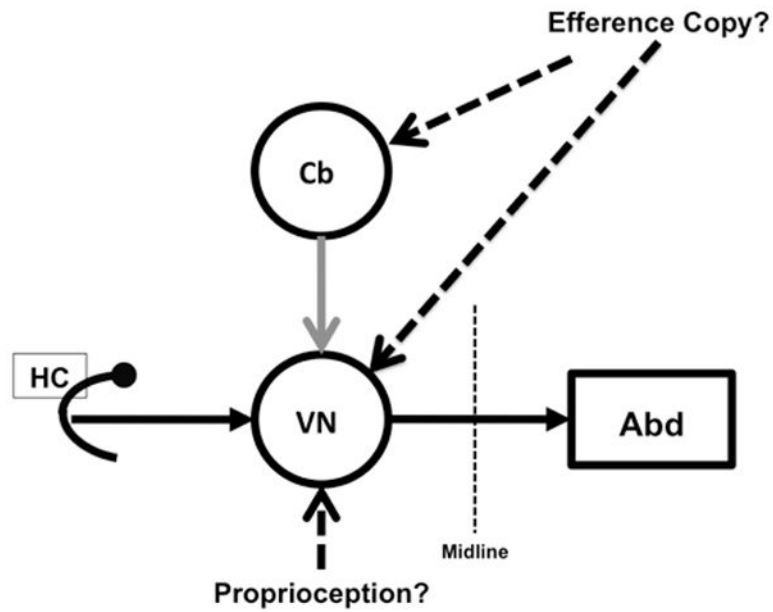 Efference Copy?
Cb
HC
VN
Abd
Midline
Proprioception?